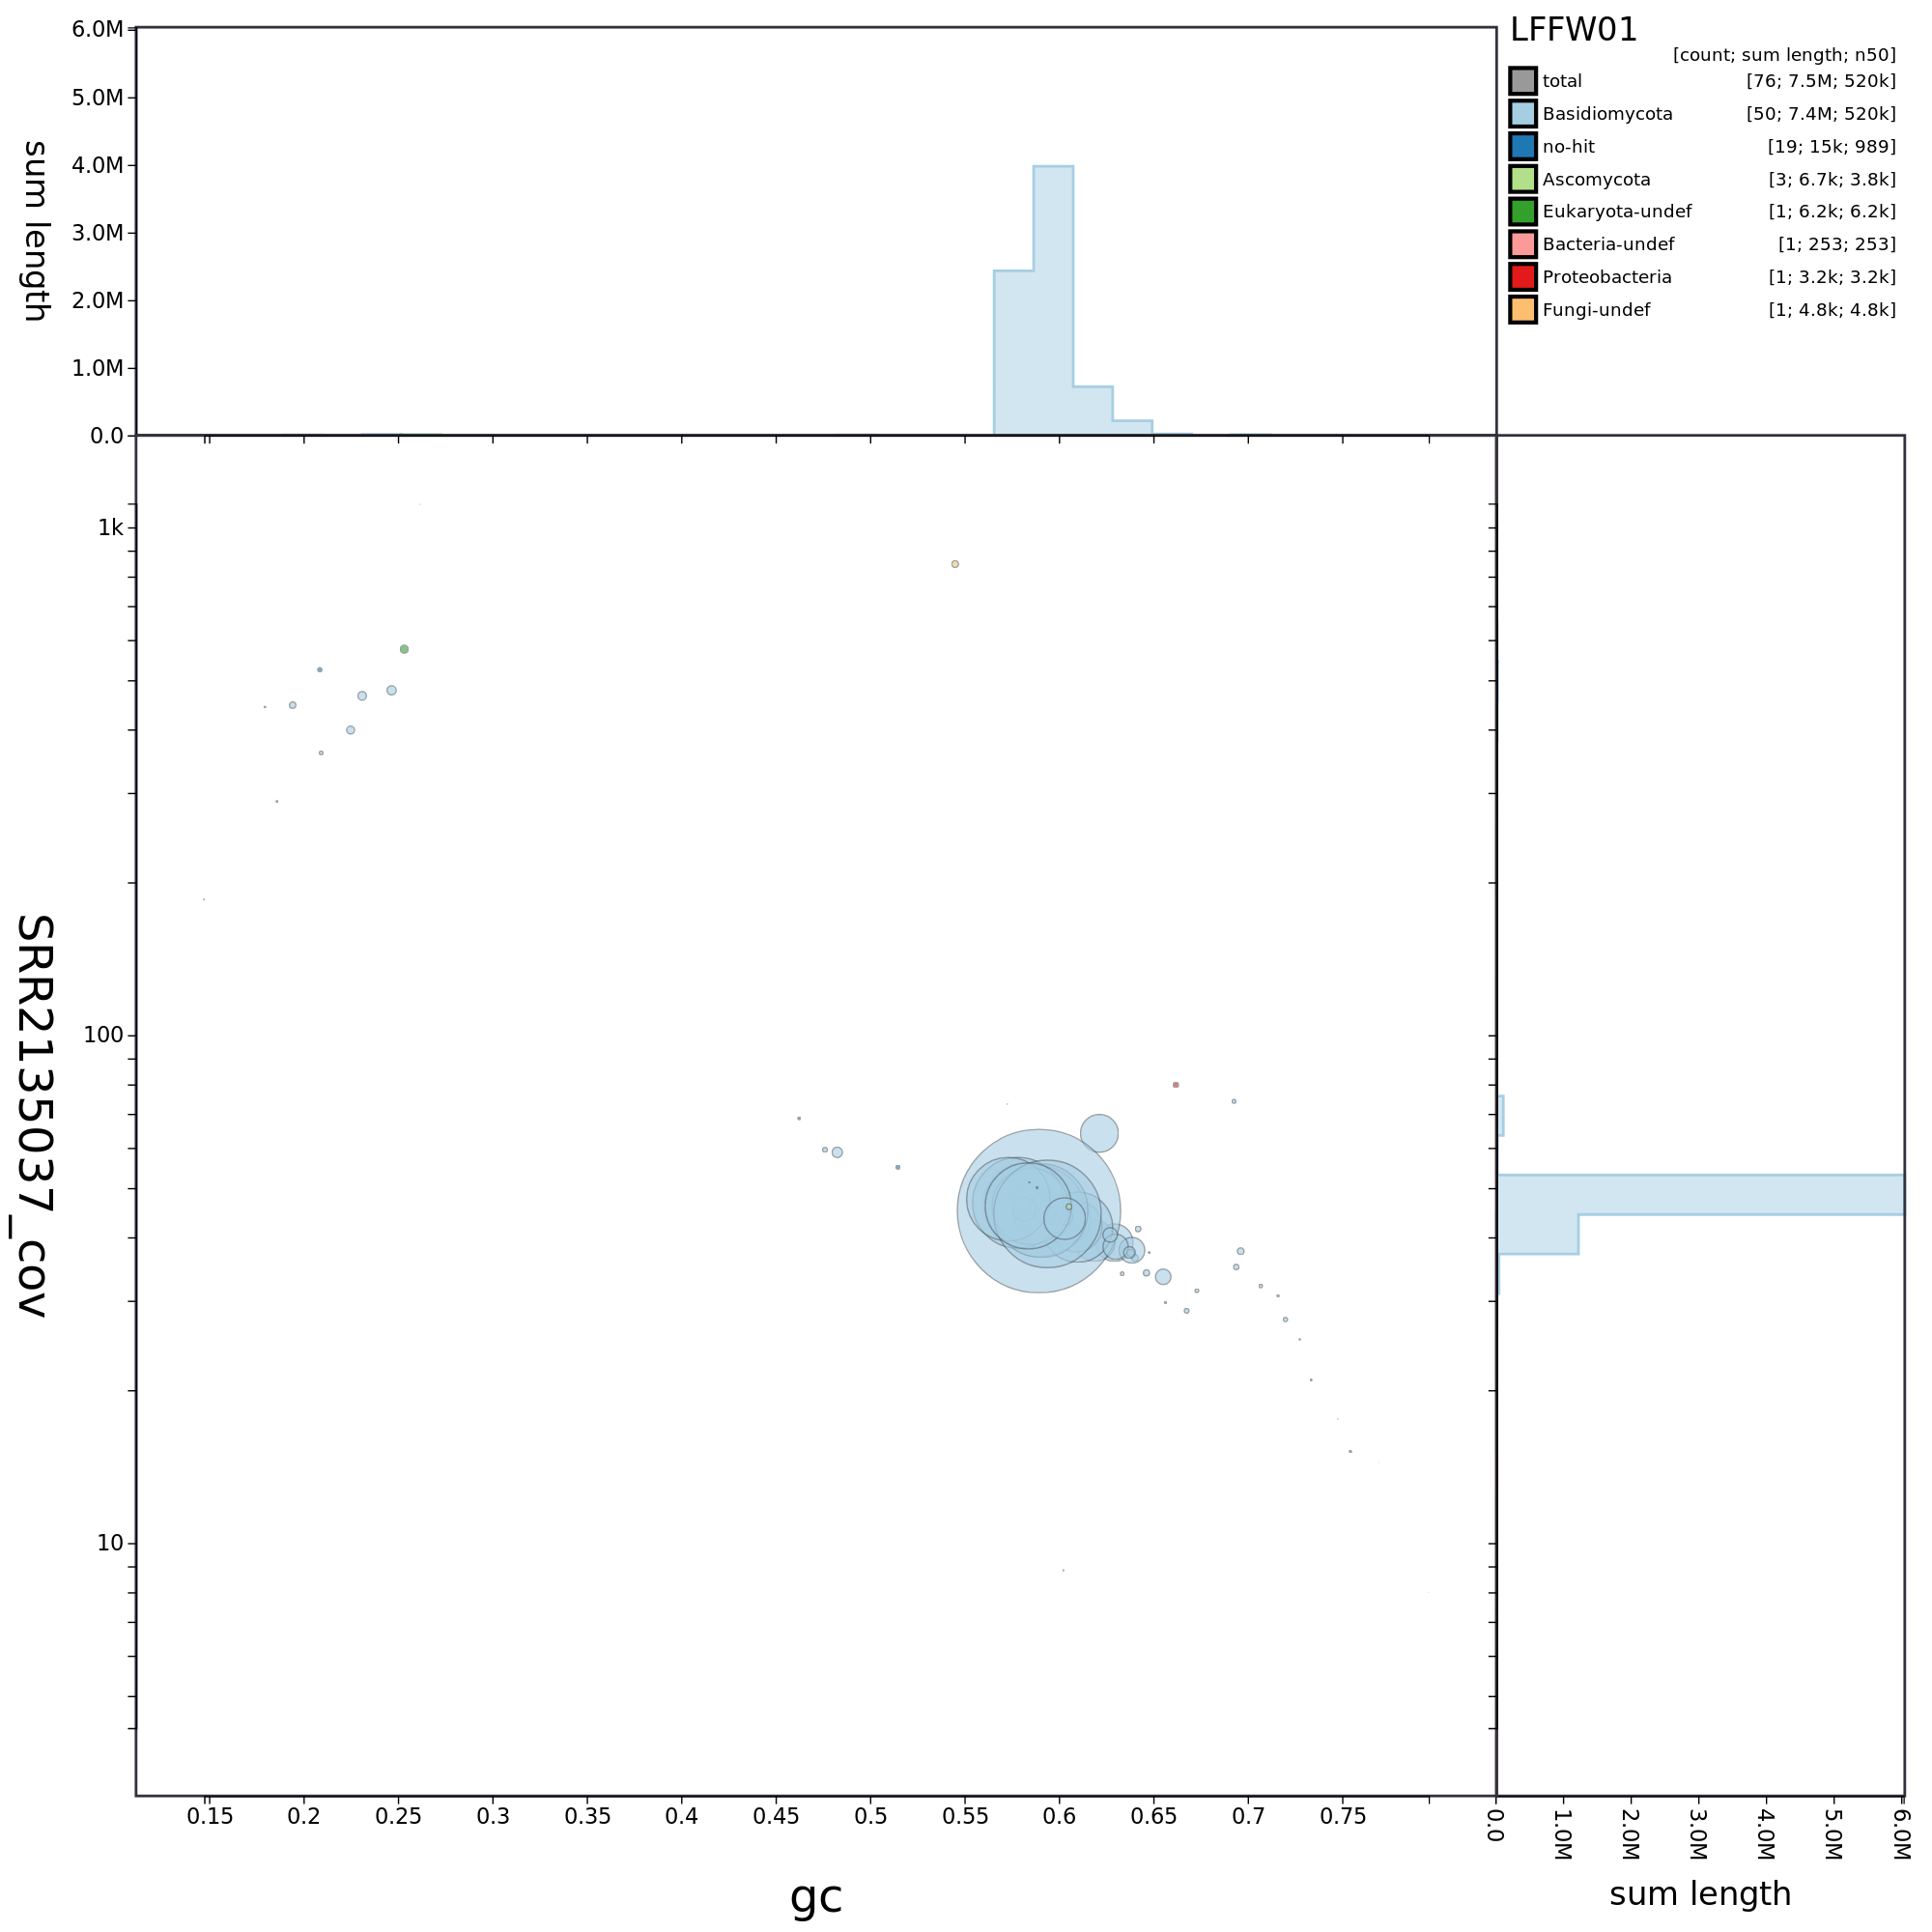 LFFW01
[count; sum length; n50]
total [76; 7.5M; 520k]
Basidiomycota [50; 7.4M; 520k]
no-hit [19; 15k; 989]
Ascomycota [3; 6.7k; 3.8k]
Eukaryota-undef [1; 6.2k; 6.2k]
Bacteria-undef [1; 253; 253]
Proteobacteria [1; 3.2k; 3.2k]
Fungi-undef [1; 4.8k; 4.8k]
sum length
6.0M
5.0M
4.0M
3.0M
2.0M
1.0M
0.0
SRR2135037_cov
1k
100
10
0.15 0.2 0.25 0.3 0.35 0.4 0.45 0.5 0.55 0.6 0.65 0.7 0.75
gc
0.0 1.0M 2.0M 3.0M 4.0M 5.0M 6.0M
sum length